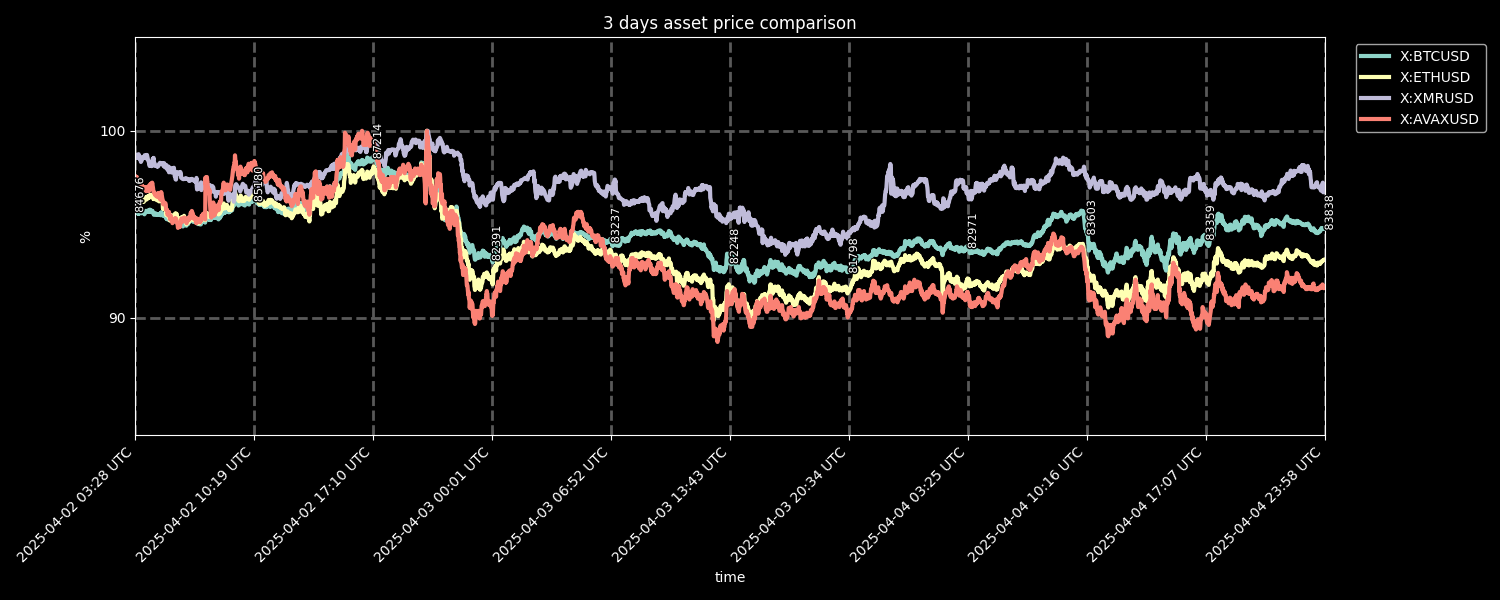 3 days asset price comparison
X:BTCUSD
X:ETHUSD
X:XMRUSD
X:AVAXUSD
100
90
%
84676
85180
87214
82391
83237
82248
81798
82971
83603
83359
83838
2025-04-02 03:28 UTC
2025-04-02 10:19 UTC
2025-04-02 17:10 UTC
2025-04-03 00:01 UTC
2025-04-03 06:52 UTC
2025-04-03 13:43 UTC
2025-04-03 20:34 UTC
2025-04-04 03:25 UTC
2025-04-04 10:16 UTC
2025-04-04 17:07 UTC
2025-04-04 23:58 UTC
time